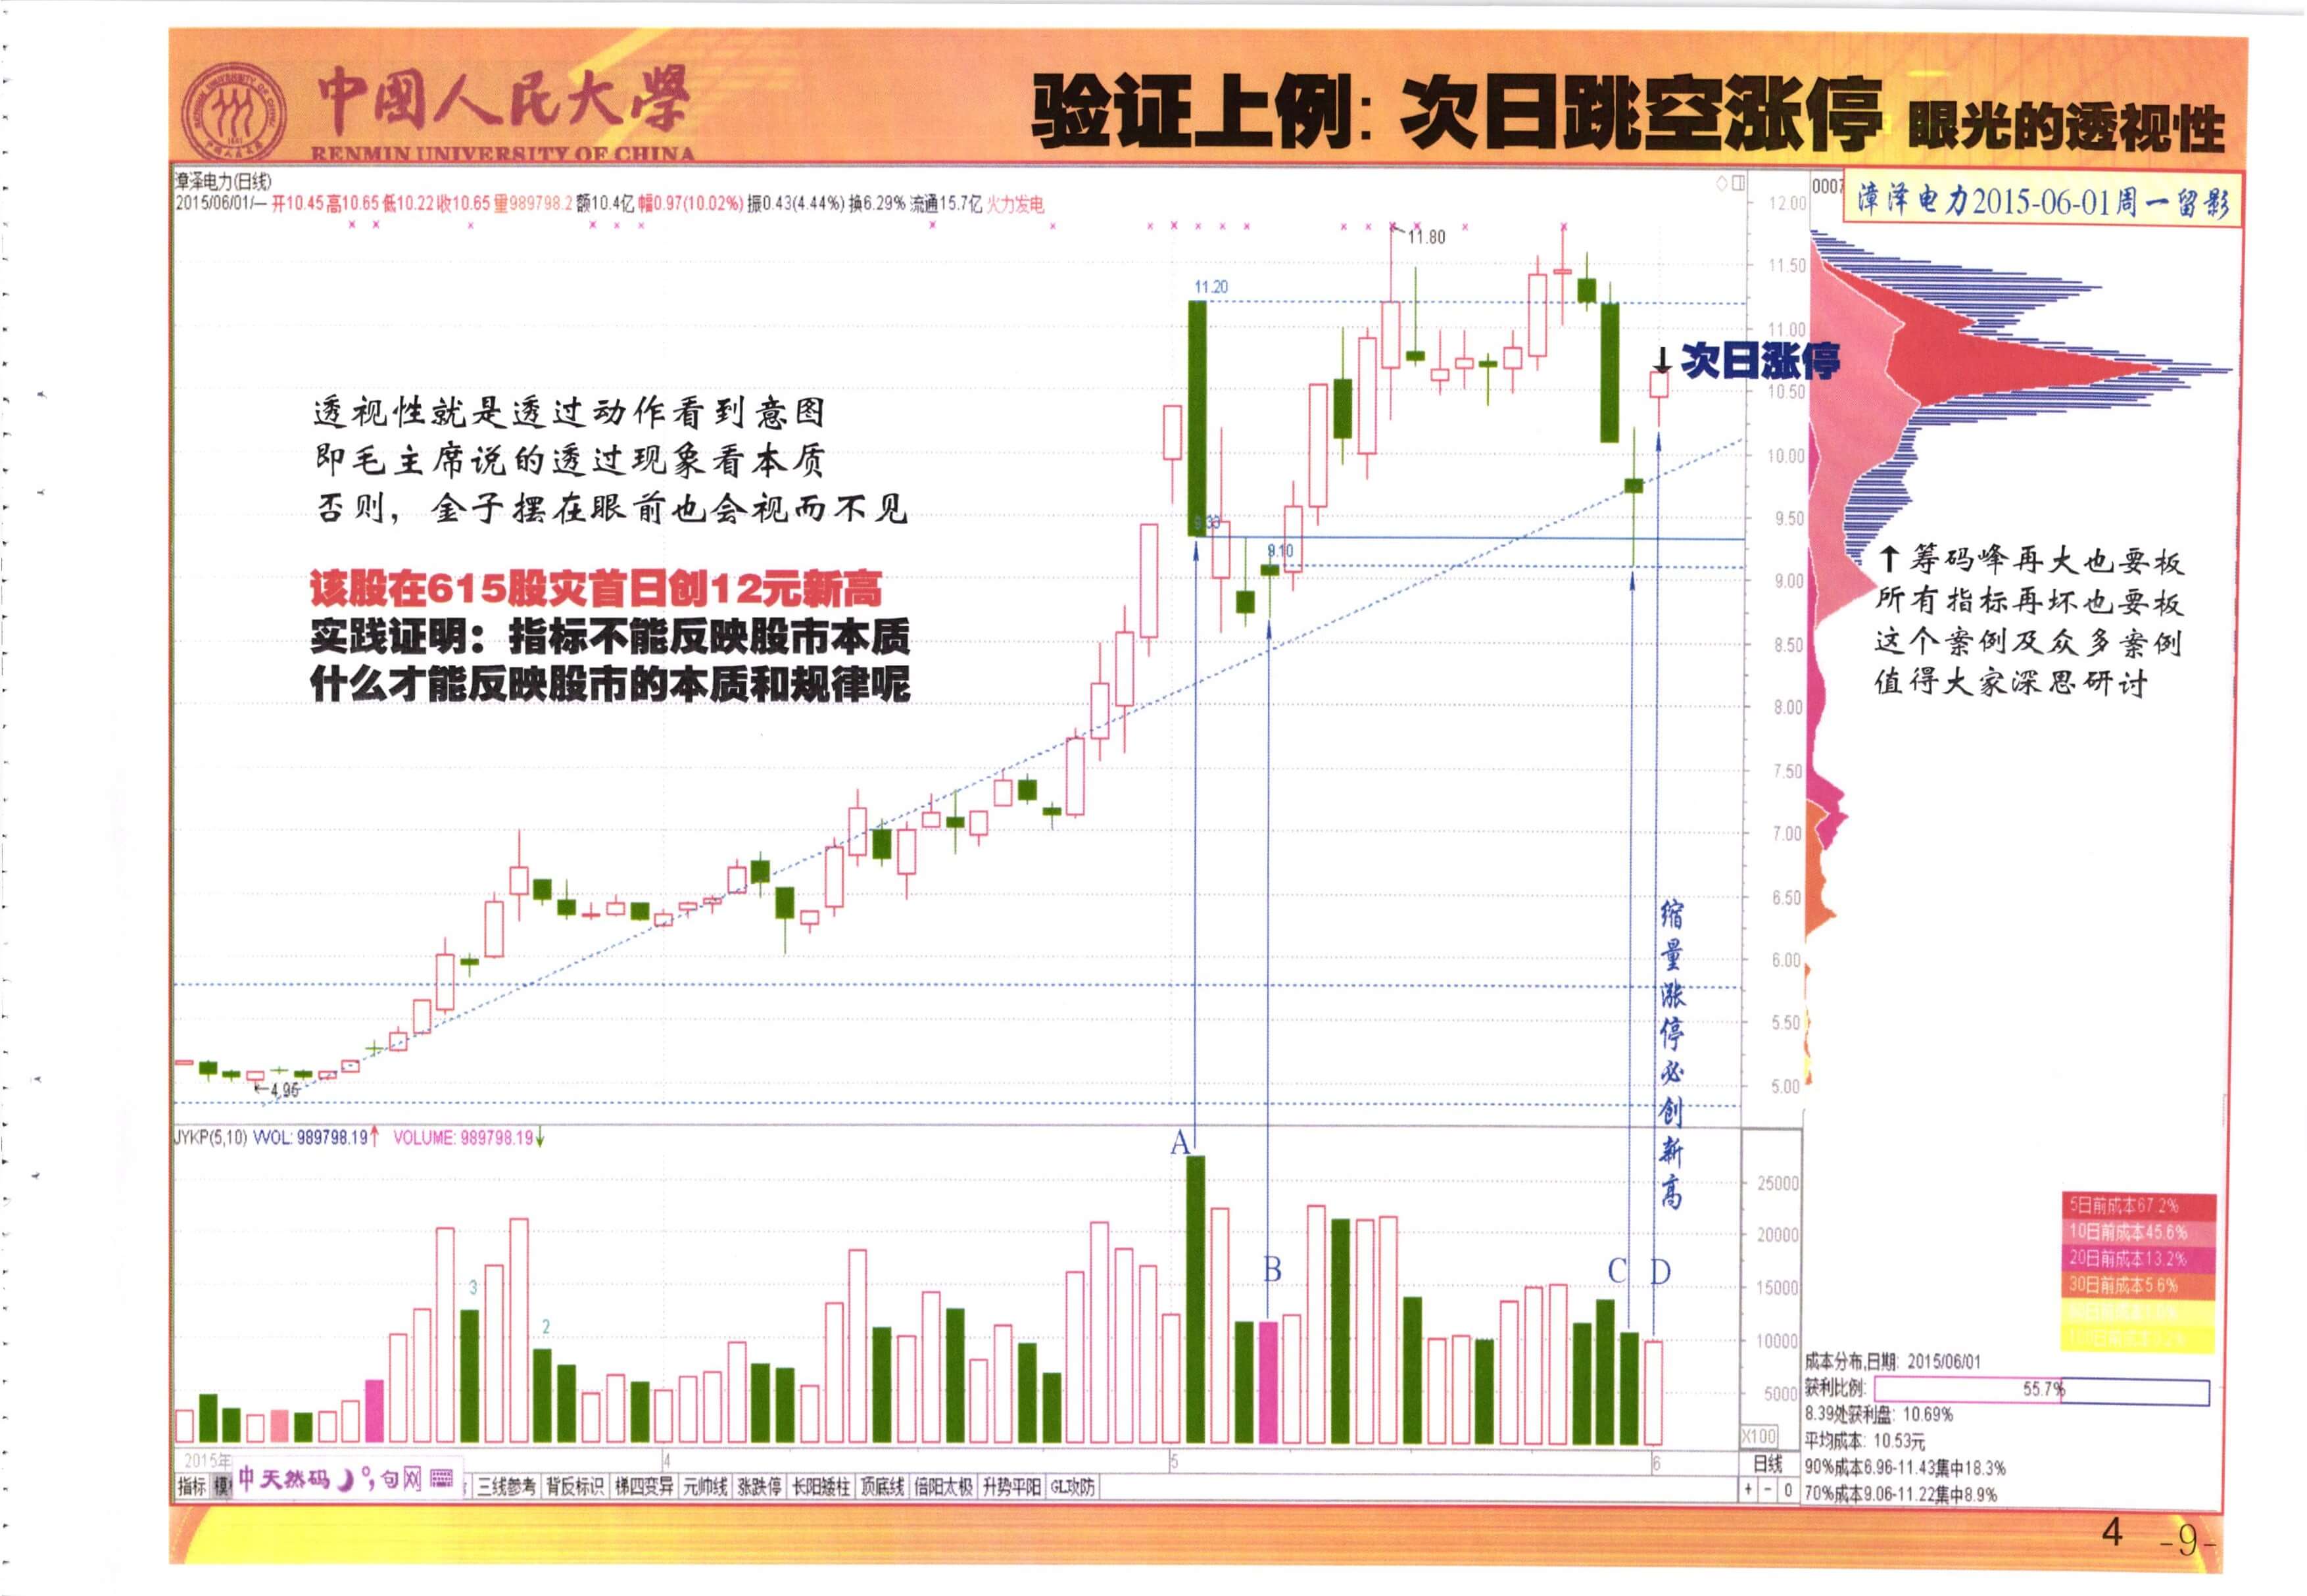 中國人民大學
RENMIN UNIVERSITY OF CHINA
验证上例: 次日跳空涨停 眼光的透视性
漳泽电力(日线)
2015/06/01/一 开10.45 高10.65 低10.22 收10.65 量989798.2 额10.4亿 幅0.97(10.02%) 振0.43(4.44%) 换6.29% 流通15.7亿 火力发电
0007
漳泽电力2015-06-01周一留影
12.00
11.80
11.50
11.20
11.00
次日涨停
10.50
透视性就是透过动作看到意图
即毛主席说的透过现象看本质
否则，金子摆在眼前也会视而不见
10.00
9.50
9.10
9.00
该股在615股灾首日创12元新高
实践证明：指标不能反映股市本质
什么才能反映股市的本质和规律呢
↑筹码峰再大也要板
所有指标再坏也要板
这个案例及众多案例
值得大家深思研讨
8.50
8.00
7.50
7.00
6.50
6.00
5.50
5.00
4.95
缩量涨停必创新高
JYKP(5,10) VVOL: 989798.19↑ VOLUME: 989798.19↓
A
B
C
D
3
2
25000
20000
15000
10000
5000
X100
5日前成本67.2%
10日前成本45.6%
20日前成本13.2%
30日前成本5.6%
成本分布,日期: 2015/06/01
获利比例: 55.7%
8.39处获利盘: 10.69%
平均成本: 10.53元
90%成本6.96-11.43集中18.3%
70%成本9.06-11.22集中8.9%
2015年
4
5
6
日线
中天然码
句网
指标
三线参考 背反标识 梯四变异 元帅线 张跌停 长阳矮柱 顶底线 倍阳太极 升势平阳 GL攻防
+ - 0
4
-9-